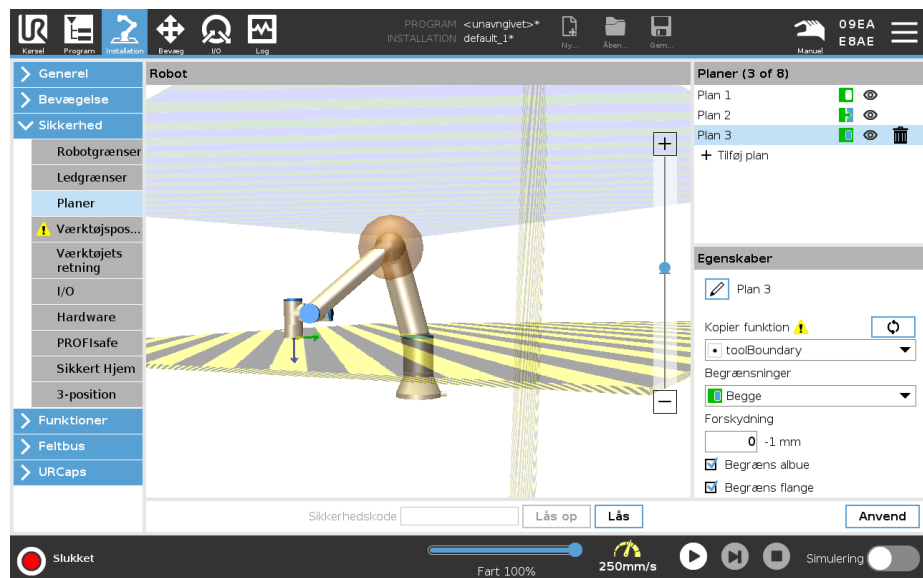 PROGRAM <unavngivet>*
INSTALLATION default_1*
Kørsel
Program
Installation
Bevæg
I/O
Log
Ny...
Åben...
Gem...
Manuel
09EA
E8AE
Generel
Bevægelse
Sikkerhed
Robotgrænser
Ledgrænser
Planer
Værktøjspos...
Værktøjets
retning
I/O
Hardware
PROFIsafe
Sikkert Hjem
3-position
Funktioner
Feltbus
URCaps
Robot
Planer (3 of 8)
Plan 1
Plan 2
Plan 3
Tilføj plan
Egenskaber
Plan 3
Kopier funktion
toolBoundary
Begrænsninger
Begge
Forskydning
0 -1 mm
Begræns albue
Begræns flange
Sikkerhedskode
Lås op
Lås
Anvend
Slukket
Fart 100%
250mm/s
Simulering